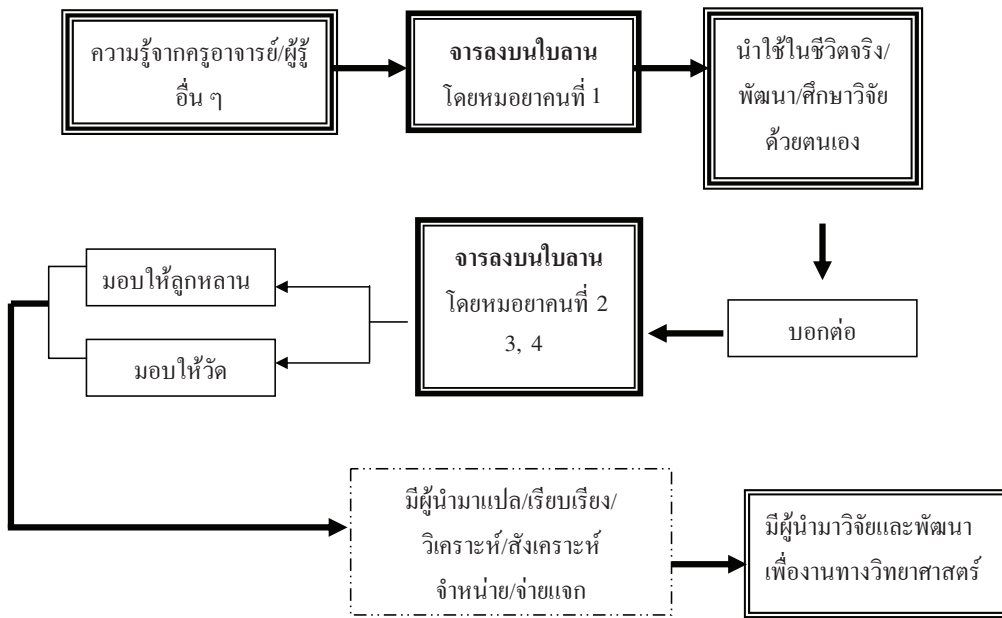 ความรู้จากครูอาจารย์/ผู้รู้
อื่น ๆ
จารลงบนใบลาน
โดยหมอยาคนที่ 1
นำใช้ในชีวิตจริง/
พัฒนา/ศึกษาวิจัย
ด้วยตนเอง
บอกต่อ
จารลงบนใบลาน
โดยหมอยาคนที่ 2
3, 4
มอบให้ลูกหลาน
มอบให้วัด
มีผู้นำมาแปล/เรียบเรียง/
วิเคราะห์/สังเคราะห์
จำหน่าย/จ่ายแจก
มีผู้นำมาวิจัยและพัฒนา
เพื่องานทางวิทยาศาสตร์